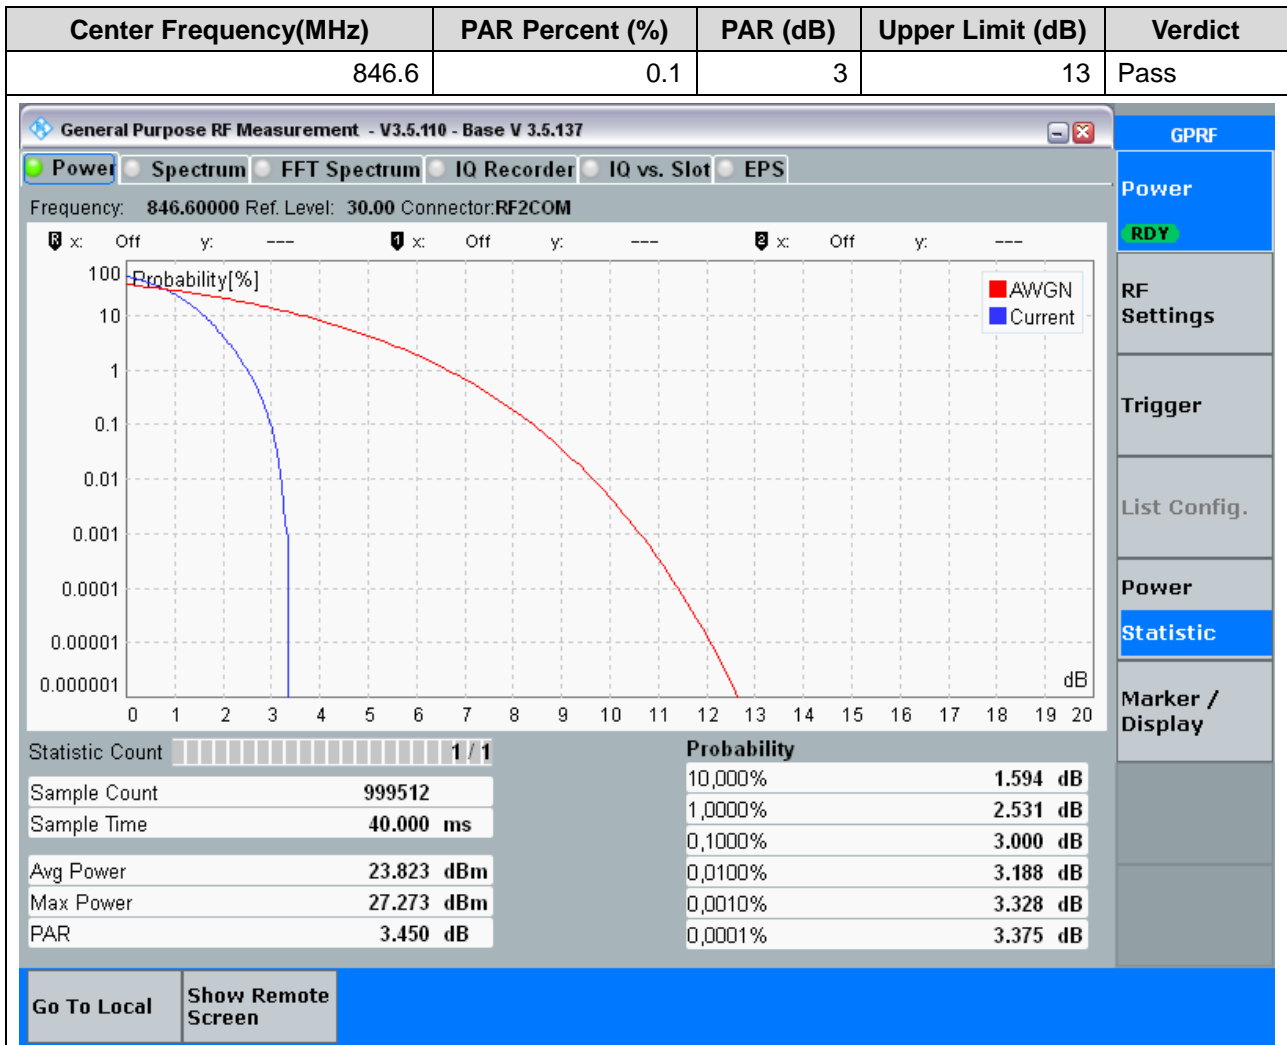 Center Frequency(MHz) PAR Percent (%) PAR (dB) Upper Limit (dB) Verdict
846.6 0.1 3 13 Pass
General Purpose RF Measurement - V3.5.110 - Base V 3.5.137
GPRF
Power Spectrum FFT Spectrum IQ Recorder IQ vs. Slot EPS
Power
RDY
Frequency: 846.60000 Ref. Level: 30.00 Connector:RF2COM
R x: Off y: --- 1 x: Off y: --- 2 x: Off y: ---
Probability[%]
AWGN
Current
100
10
1
0.1
0.01
0.001
0.0001
0.00001
0.000001
dB
0 1 2 3 4 5 6 7 8 9 10 11 12 13 14 15 16 17 18 19 20
RF
Settings
Trigger
List Config.
Power
Statistic
Marker /
Display
Statistic Count 1 / 1
Sample Count 999512
Sample Time 40.000 ms
Avg Power 23.823 dBm
Max Power 27.273 dBm
PAR 3.450 dB
Probability
10,000% 1.594 dB
1,0000% 2.531 dB
0,1000% 3.000 dB
0,0100% 3.188 dB
0,0010% 3.328 dB
0,0001% 3.375 dB
Go To Local
Show Remote
Screen